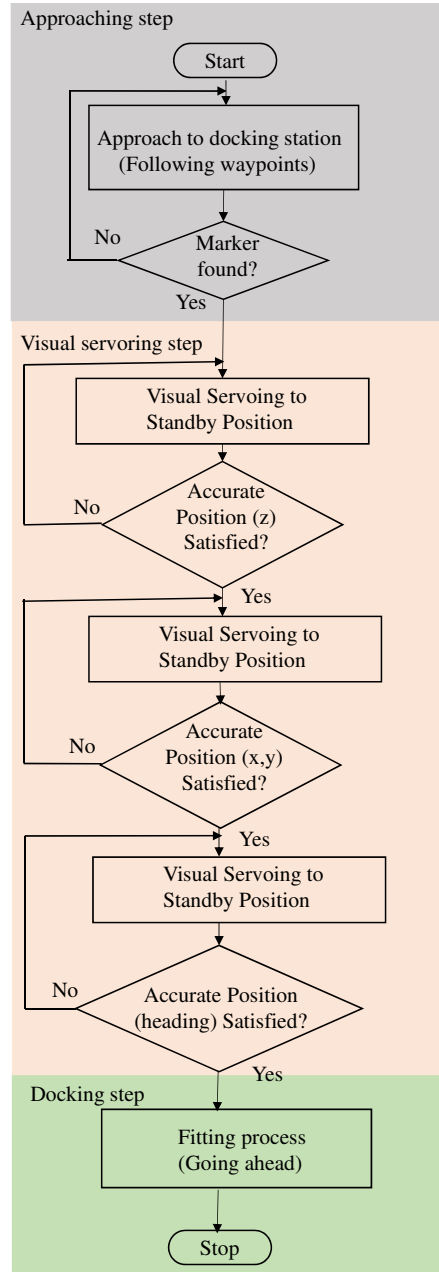 Approaching step
Start
Approach to docking station
(Following waypoints)
No
Marker
found?
Yes
Visual servoring step
Visual Servoing to
Standby Position
No
Accurate
Position (z)
Satisfied?
Yes
Visual Servoing to
Standby Position
No
Accurate
Position (x,y)
Satisfied?
Yes
Visual Servoing to
Standby Position
No
Accurate Position
(heading) Satisfied?
Yes
Docking step
Fitting process
(Going ahead)
Stop